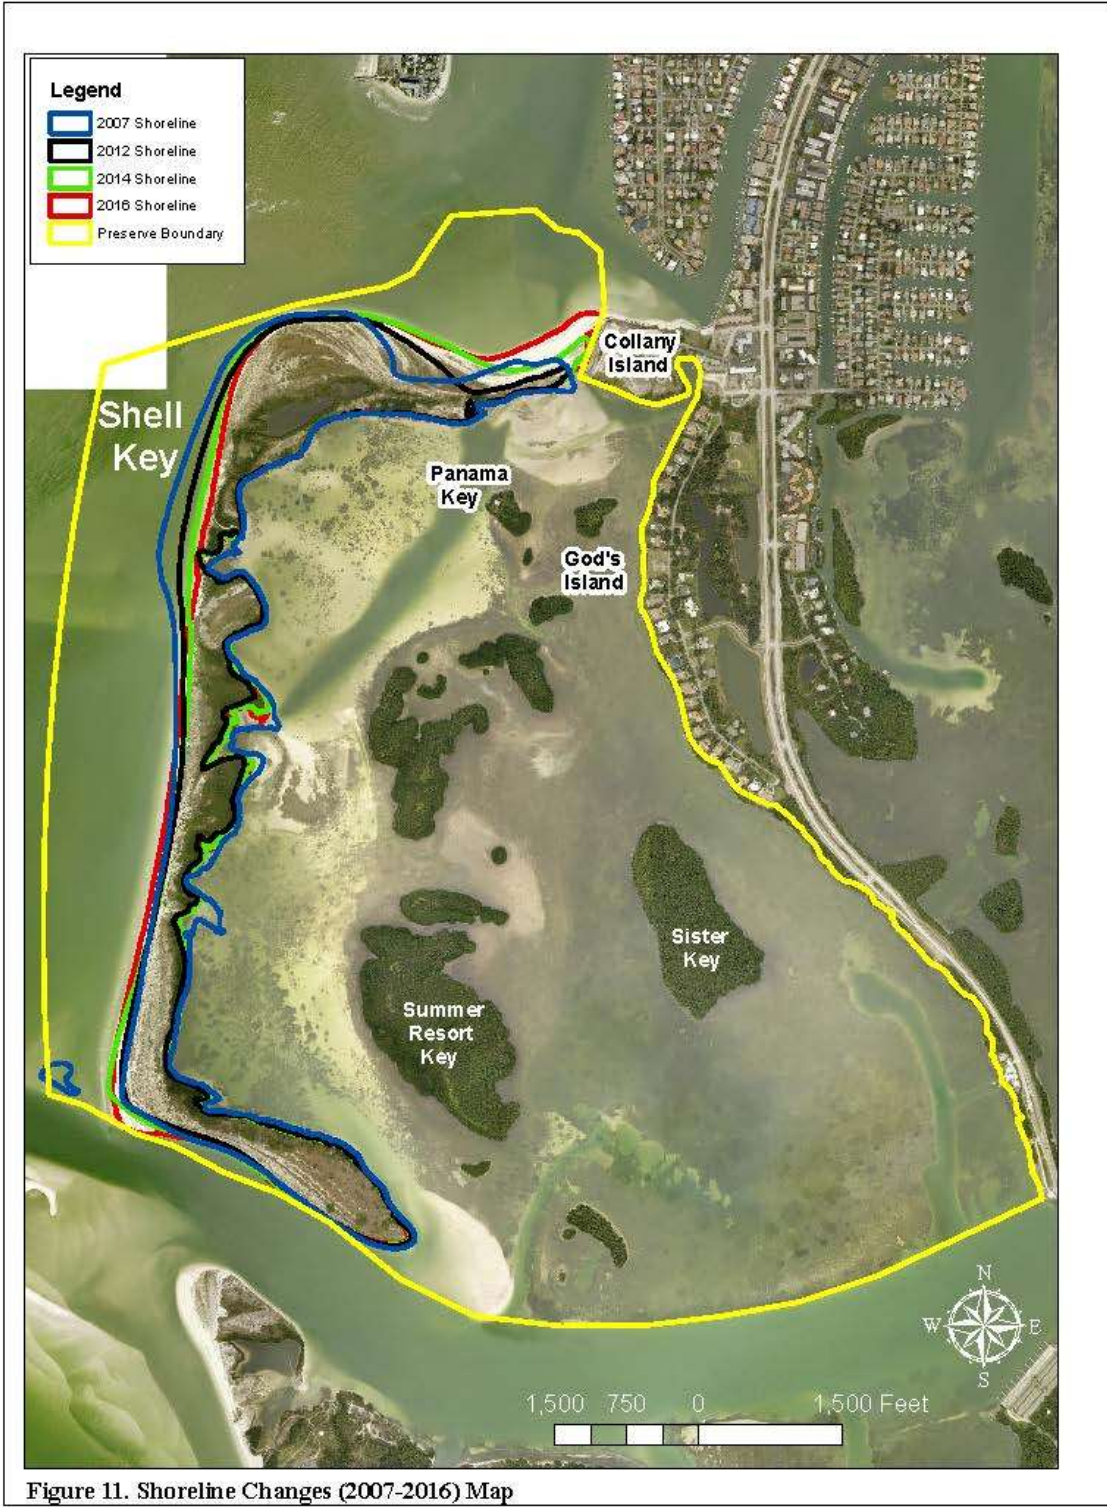 Legend
2007 Shoreline
2012 Shoreline
2014 Shoreline
2016 Shoreline
Preserve Boundary
Collany
Island
Shell
Key
Panama
Key
God's
Island
Sister
Key
Summer
Resort
Key
N
W E
S
1,500 750 0 1,500 Feet
Figure 11. Shoreline Changes (2007-2016) Map